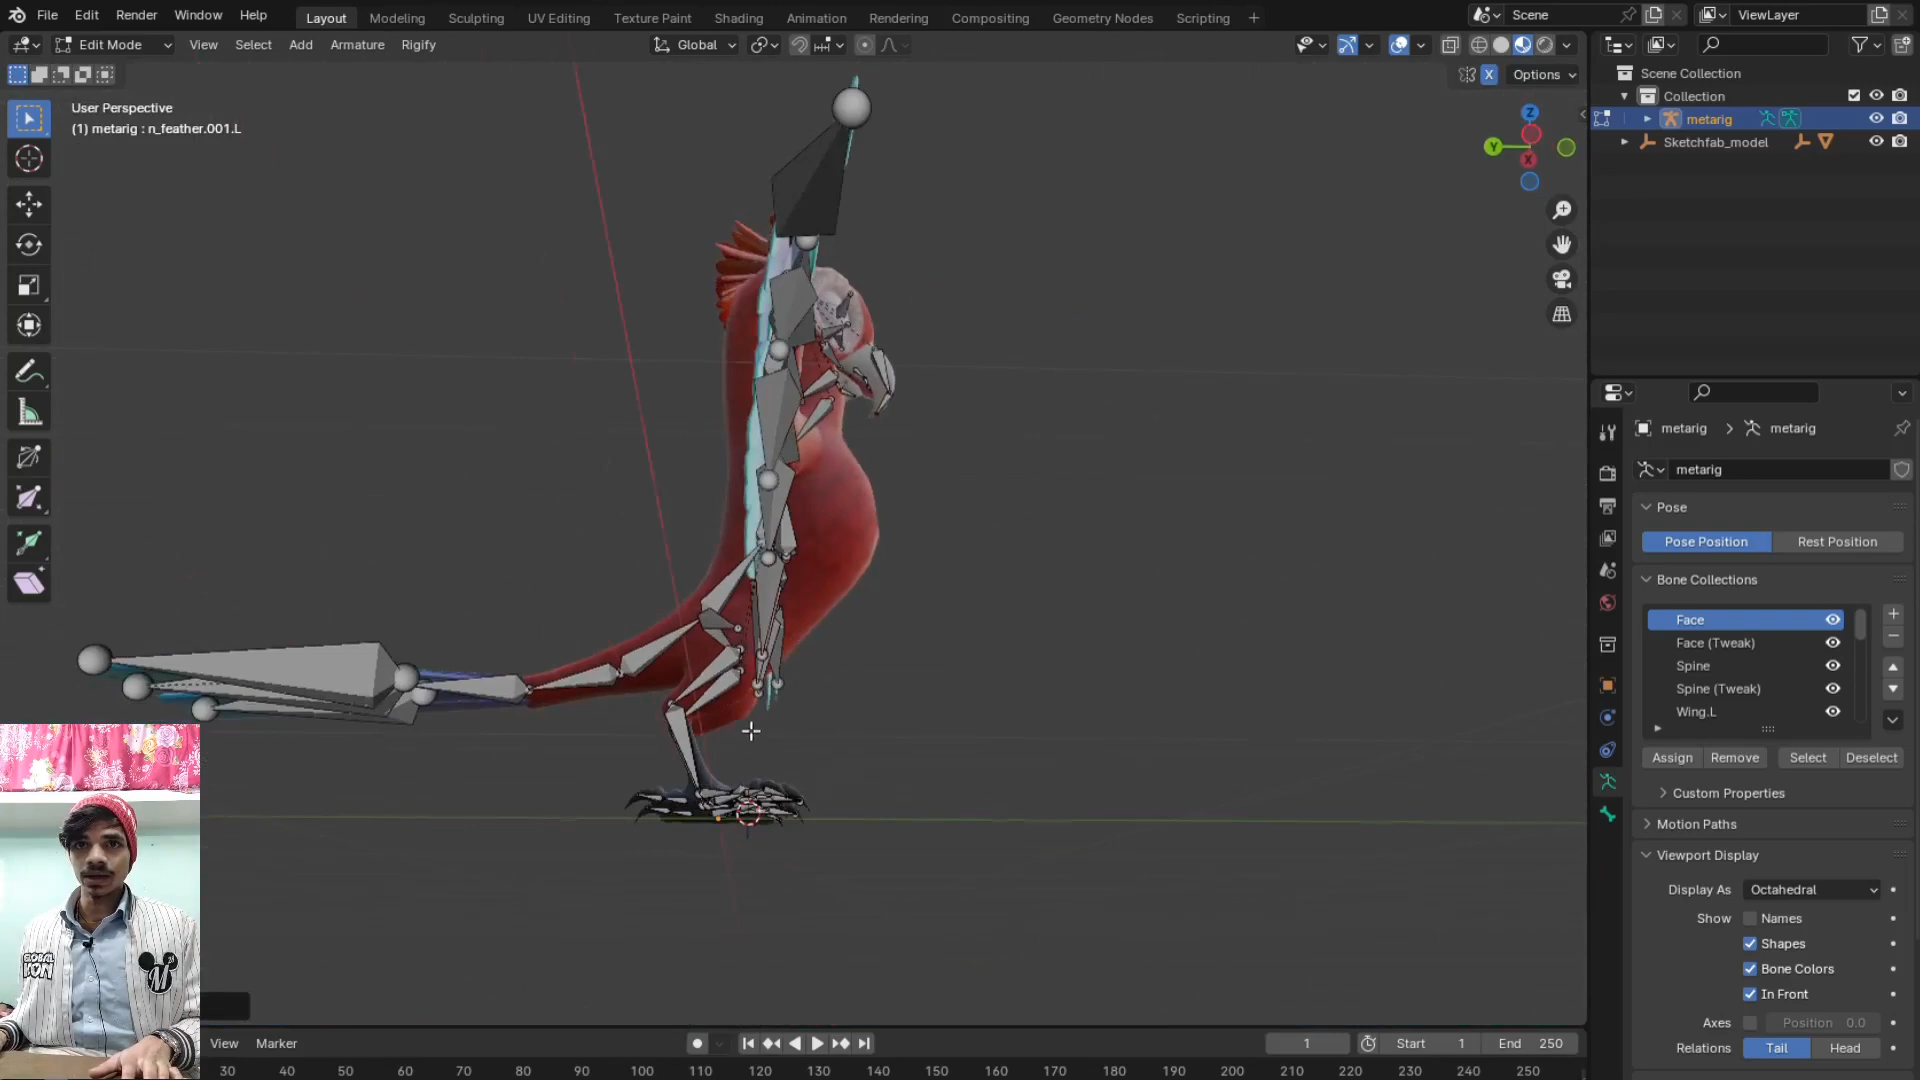 File Edit Render Window Help
Layout Modeling Sculpting UV Editing Texture Paint Shading Animation Rendering Compositing Geometry Nodes Scripting +
Scene
ViewLayer
Edit Mode View Select Add Armature Rigify
Global
X Options
User Perspective
(1) metarig : n_feather.001.L
Z
Y
X
Scene Collection
Collection
metarig
Sketchfab_model
metarig > metarig
metarig
Pose
Pose Position Rest Position
Bone Collections
Face
Face (Tweak)
Spine
Spine (Tweak)
Wing.L
Assign Remove Select Deselect
Custom Properties
Motion Paths
Viewport Display
Display As Octahedral
Show Names
Shapes
Bone Colors
In Front
Axes Position 0.0
Relations Tail Head
GLOBAL
ICON
M
View Marker
1 Start 1 End 250
30 40 50 60 70 80 90 100 110 120 130 140 150 160 170 180 190 200 210 220 230 240 250